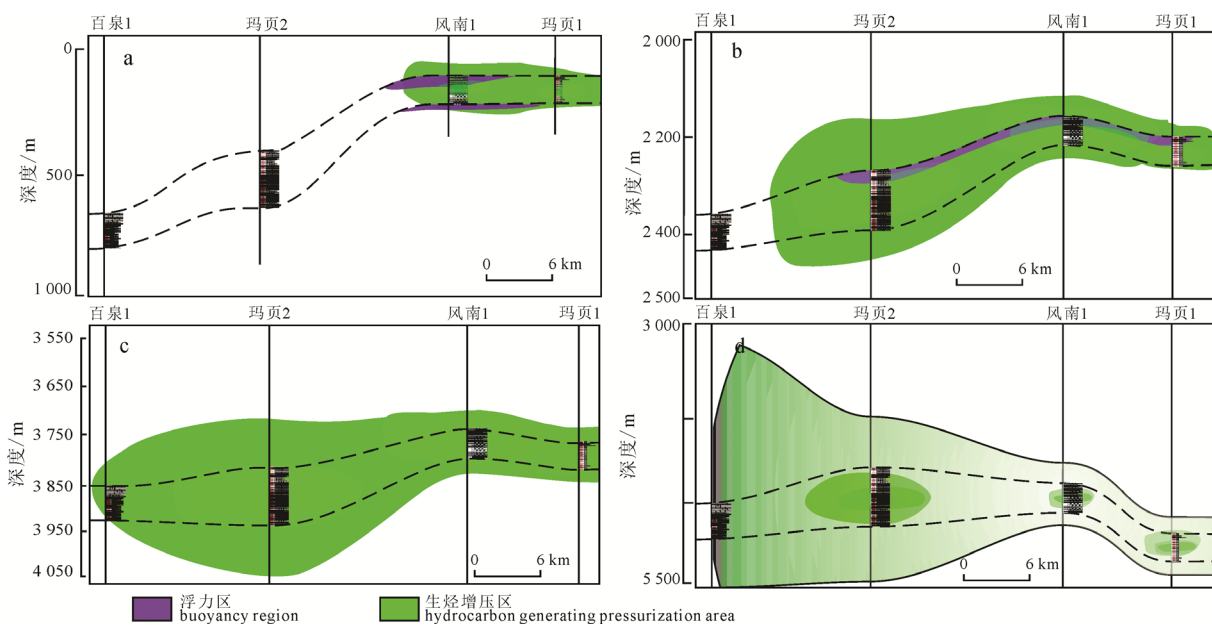 百泉1 玛页2 风南1 玛页1
a
0
500
1 000
深度/m
0 6 km
百泉1 玛页2 风南1 玛页1
b
2 000
2 200
2 400
2 500
深度/m
0 6 km
百泉1 玛页2 风南1 玛页1
c
3 550
3 650
3 750
3 850
3 950
4 050
深度/m
0 6 km
百泉1 玛页2 风南1 玛页1
d
3 000
5 500
深度/m
0 6 km
浮力区
buoyancy region
生烃增压区
hydrocarbon generating pressurization area